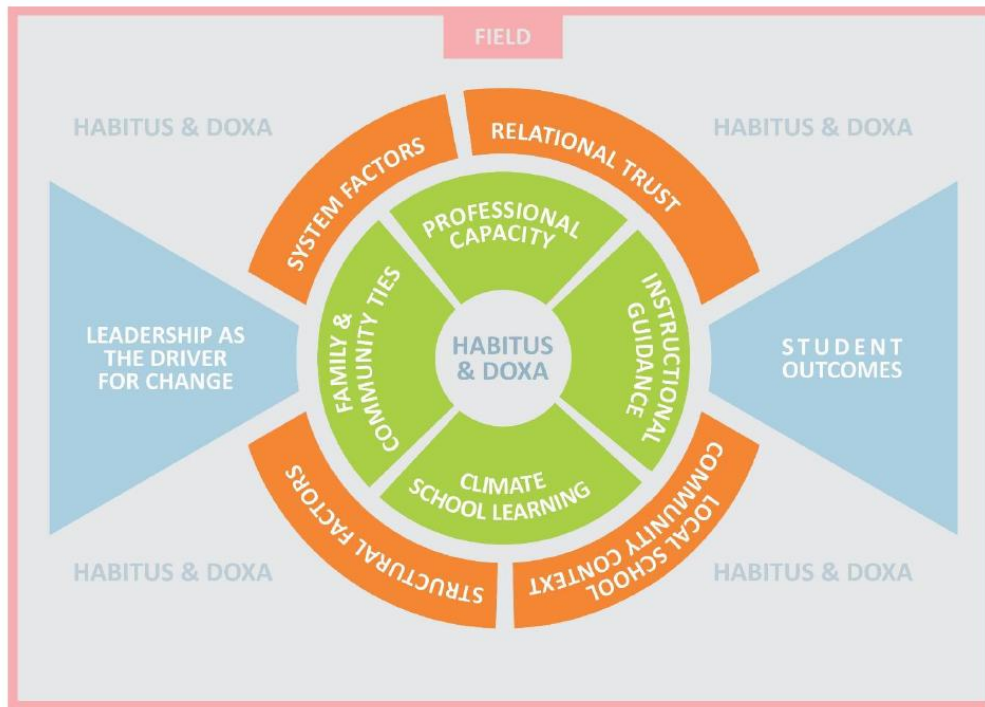 FIELD
HABITUS & DOXA
HABITUS & DOXA
SYSTEM FACTORS
RELATIONAL TRUST
PROFESSIONAL
CAPACITY
FAMILY &
COMMUNITY TIES
INSTRUCTIONAL
GUIDANCE
LEADERSHIP AS
THE DRIVER
FOR CHANGE
HABITUS
& DOXA
STUDENT
OUTCOMES
CLIMATE
SCHOOL LEARNING
STRUCTURAL FACTORS
LOCAL SCHOOL
COMMUNITY CONTEXT
HABITUS & DOXA
HABITUS & DOXA